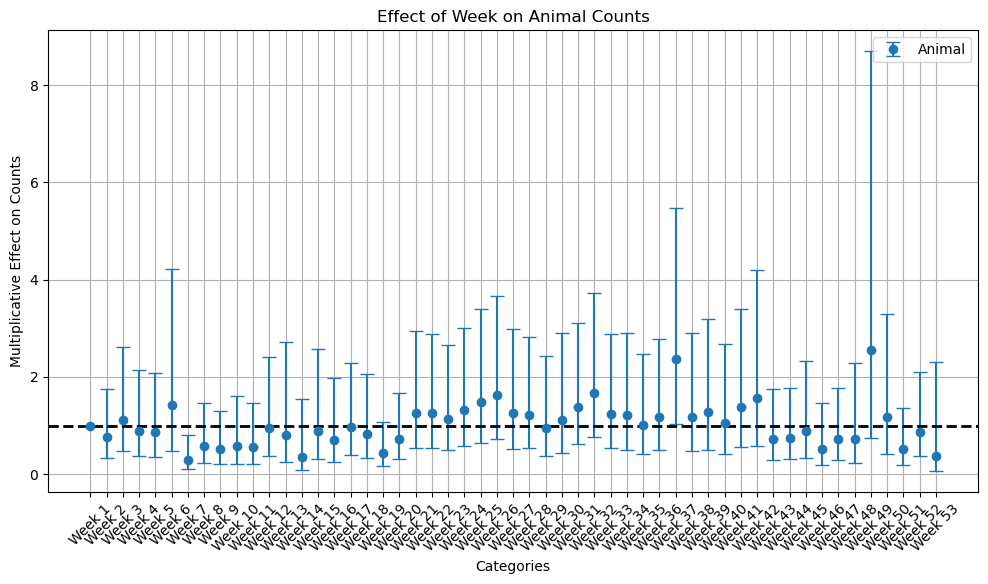 Effect of Week on Animal Counts
Animal
Multiplicative Effect on Counts
8
6
4
2
0
Week 1
Week 2
Week 3
Week 4
Week 5
Week 6
Week 7
Week 8
Week 9
Week 10
Week 11
Week 12
Week 13
Week 14
Week 15
Week 16
Week 17
Week 18
Week 19
Week 20
Week 21
Week 22
Week 23
Week 24
Week 25
Week 26
Week 27
Week 28
Week 29
Week 30
Week 31
Week 32
Week 33
Week 34
Week 35
Week 36
Week 37
Week 38
Week 39
Week 40
Week 41
Week 42
Week 43
Week 44
Week 45
Week 46
Week 47
Week 48
Week 49
Week 50
Week 51
Week 52
Week 53
Categories